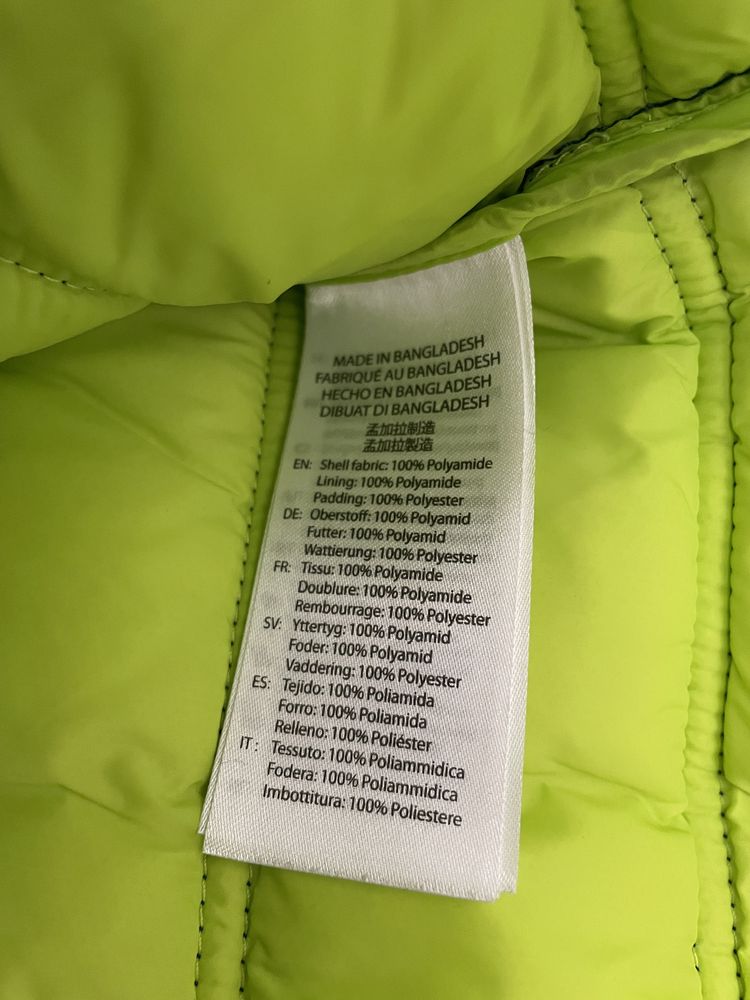 MADE IN BANGLADESH
FABRIQUÉ AU BANGLADESH
HECHO EN BANGLADESH
DIBUAT DI BANGLADESH
孟加拉制造
孟加拉製造
EN: Shell fabric: 100% Polyamide
Lining: 100% Polyamide
Padding: 100% Polyester
DE: Oberstoff: 100% Polyamid
Futter: 100% Polyamid
Wattierung: 100% Polyester
FR: Tissu: 100% Polyamide
Doublure: 100% Polyamide
Rembourrage: 100% Polyester
SV: Yttertyg: 100% Polyamid
Foder: 100% Polyamid
Vaddering: 100% Polyester
ES: Tejido: 100% Poliamida
Forro: 100% Poliamida
Relleno: 100% Poliéster
IT: Tessuto: 100% Poliammidica
Fodera: 100% Poliammidica
Imbottitura: 100% Poliestere